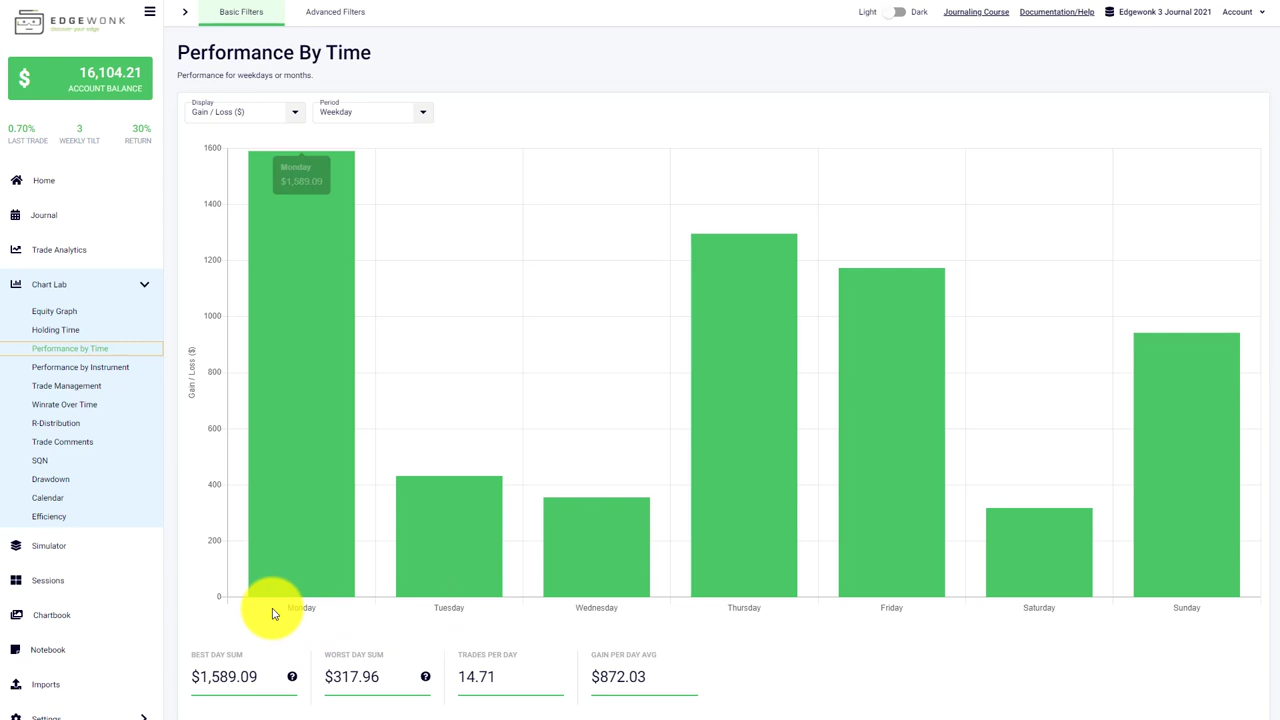 EDGEWONK
discover your edge
$ 16,104.21
ACCOUNT BALANCE
0.70% 3 30%
LAST TRADE WEEKLY TILT RETURN
Home
Journal
Trade Analytics
Chart Lab
Equity Graph
Holding Time
Performance by Time
Performance by Instrument
Trade Management
Winrate Over Time
R-Distribution
Trade Comments
SQN
Drawdown
Calendar
Efficiency
Simulator
Sessions
Chartbook
Notebook
Imports
Settings
Basic Filters Advanced Filters Light Dark Journaling Course Documentation/Help Edgewonk 3 Journal 2021 Account
Performance By Time
Performance for weekdays or months.
Display Period
Gain / Loss ($) Weekday
1600
1400
1200
1000
800
600
400
200
0
Gain / Loss ($)
Monday
$1,589.09
Monday Tuesday Wednesday Thursday Friday Saturday Sunday
BEST DAY SUM WORST DAY SUM TRADES PER DAY GAIN PER DAY AVG
$1,589.09 ? $317.96 ? 14.71 $872.03